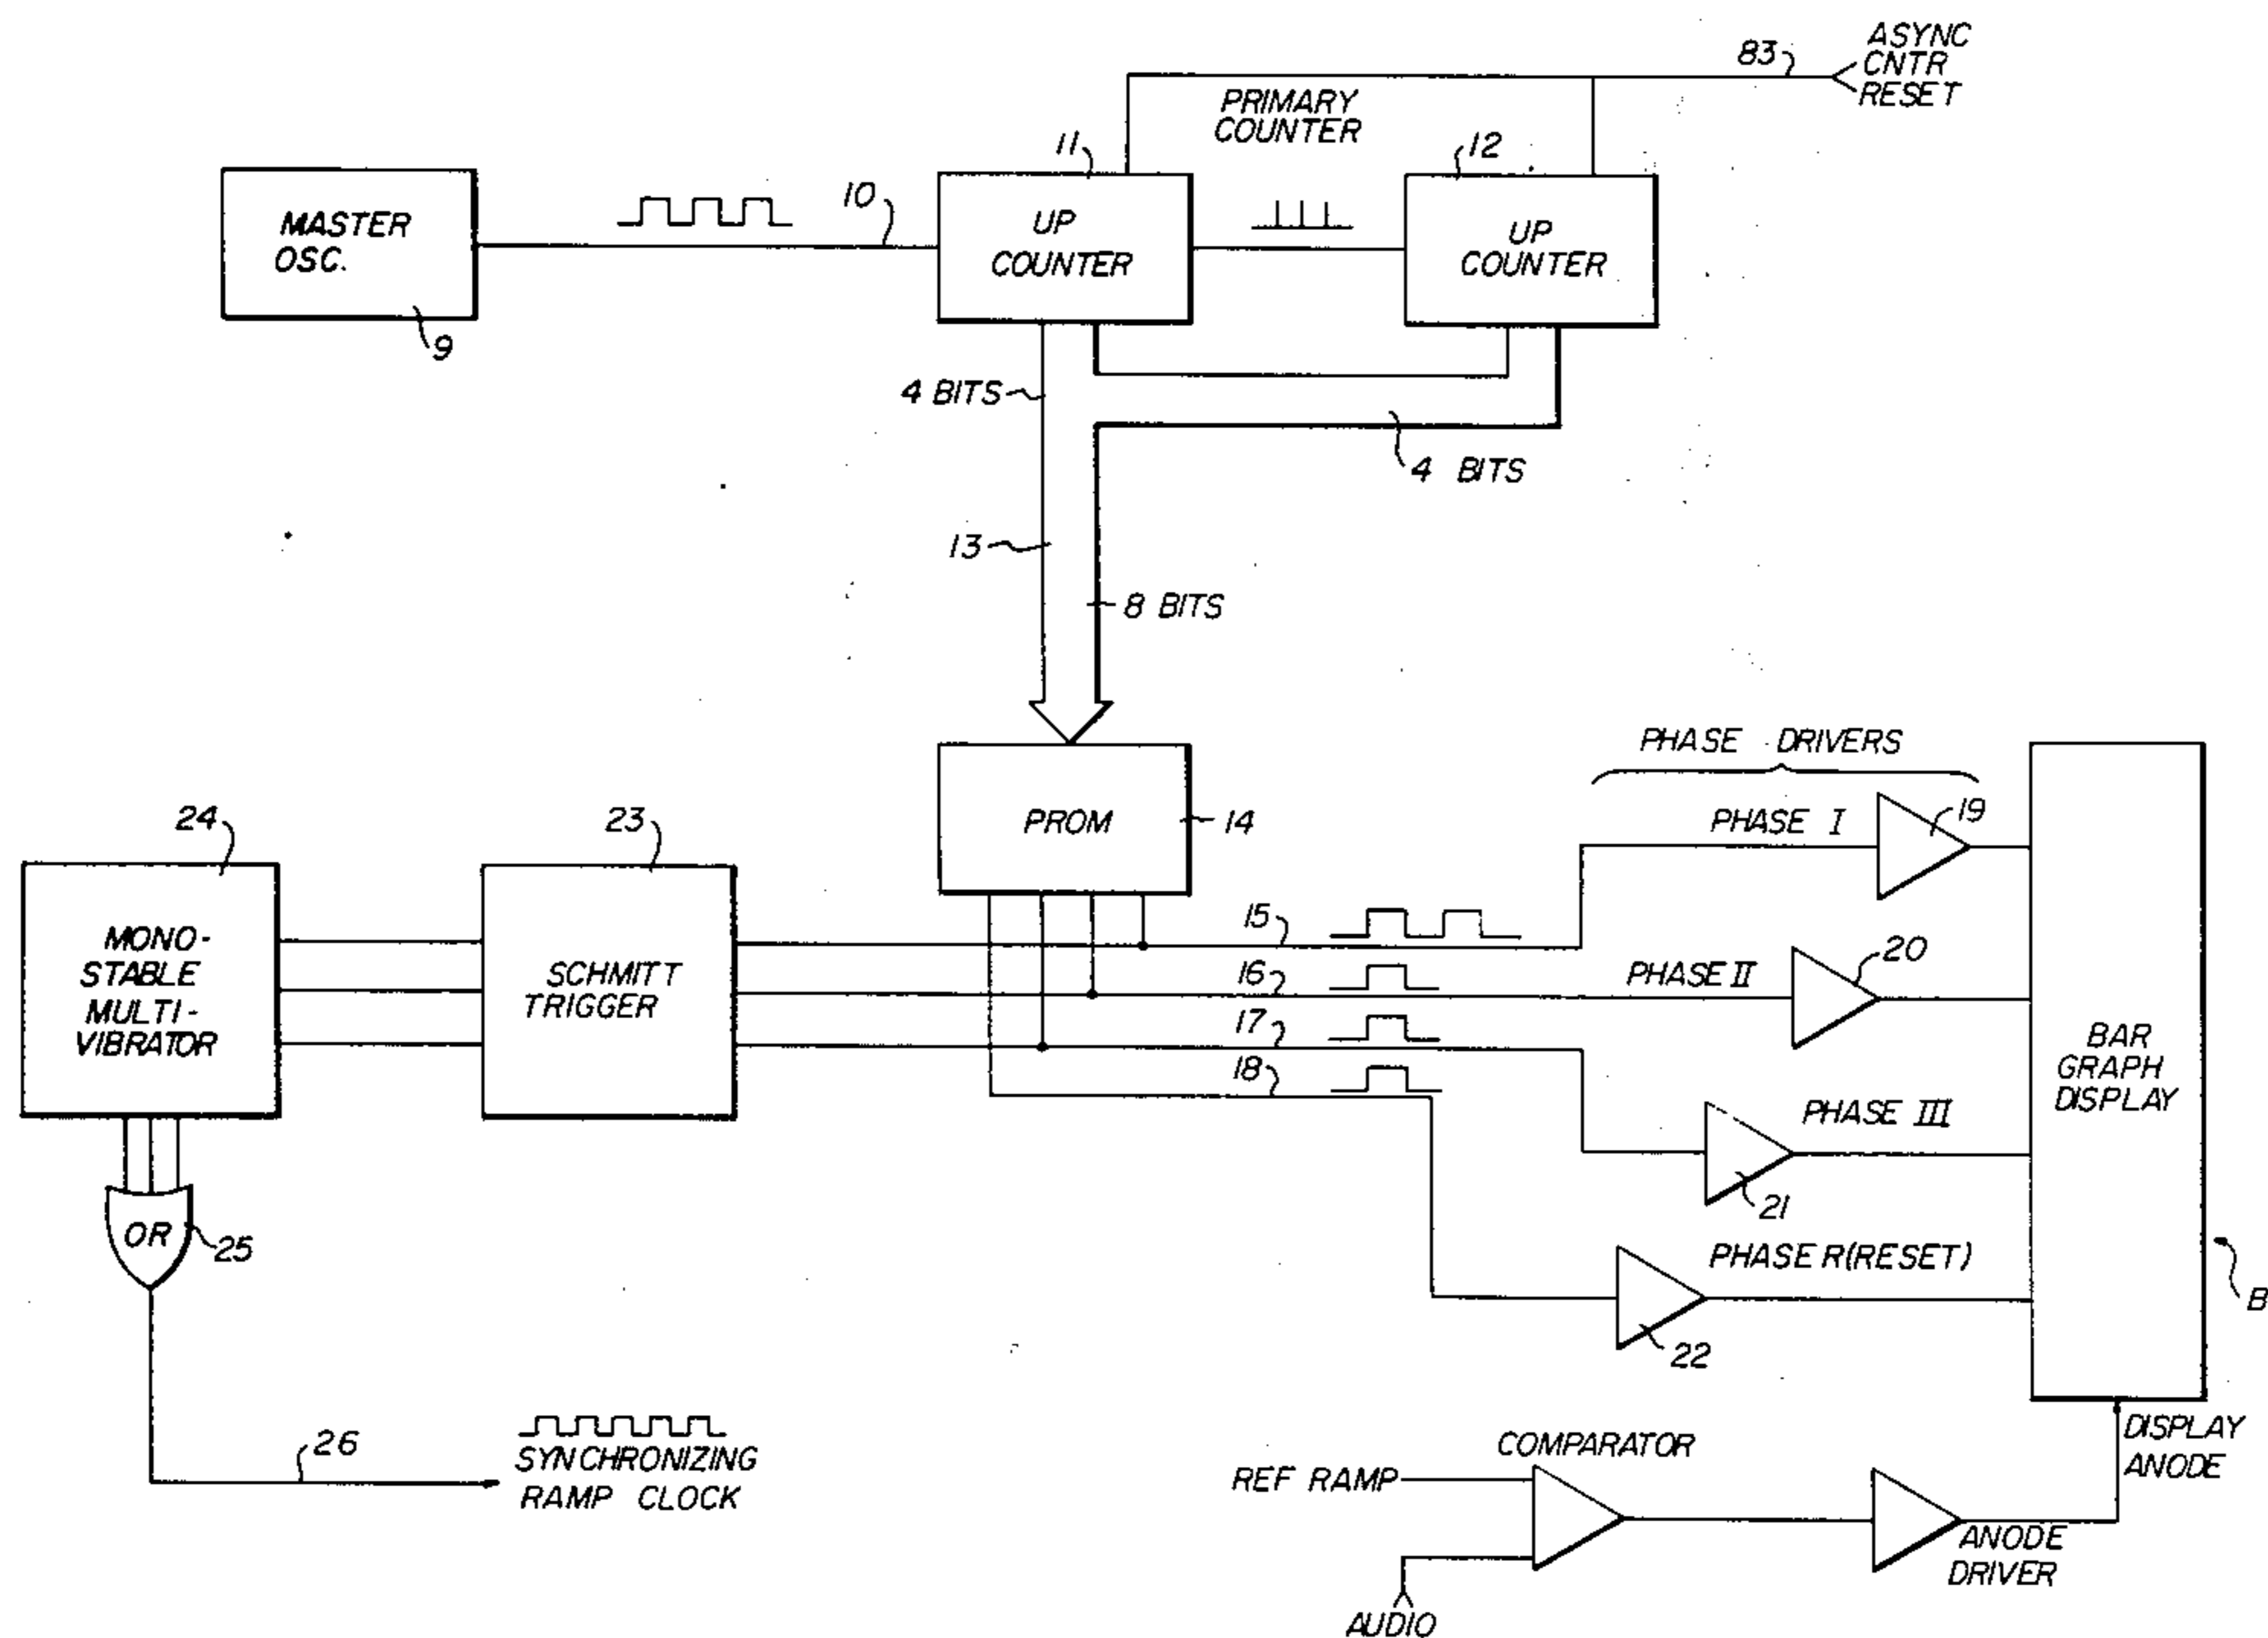 83
ASYNC
CNTR
RESET
PRIMARY
COUNTER
11
12
MASTER
OSC.
9
10
UP
COUNTER
UP
COUNTER
4 BITS
4 BITS
13
8 BITS
PROM
14
PHASE DRIVERS
PHASE I
19
24
23
MONO-
STABLE
MULTI-
VIBRATOR
SCHMITT
TRIGGER
15
16
17
18
PHASE II
20
BAR
GRAPH
DISPLAY
PHASE III
21
OR
25
PHASE R(RESET)
22
B
26
SYNCHRONIZING
RAMP CLOCK
COMPARATOR
REF RAMP
AUDIO
DISPLAY
ANODE
ANODE
DRIVER